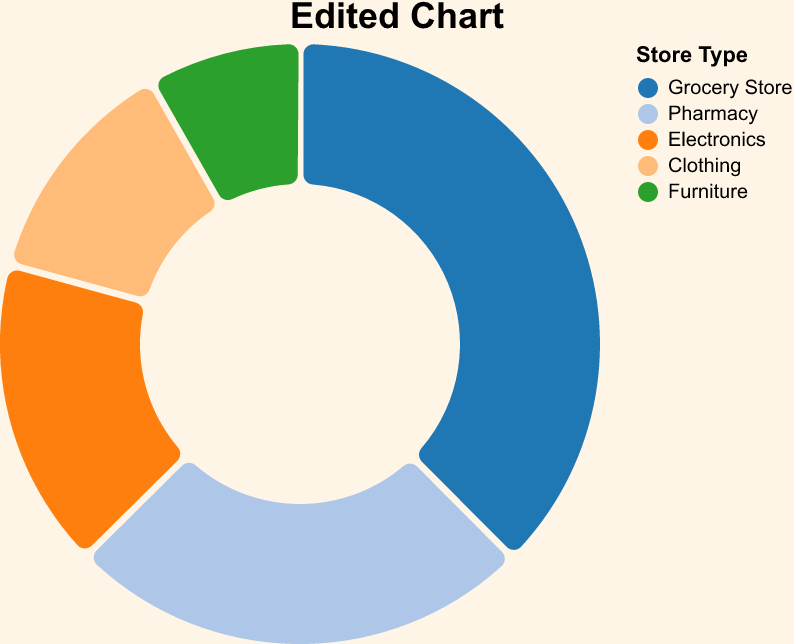 Edited Chart
Store Type
Grocery Store
Pharmacy
Electronics
Clothing
Furniture